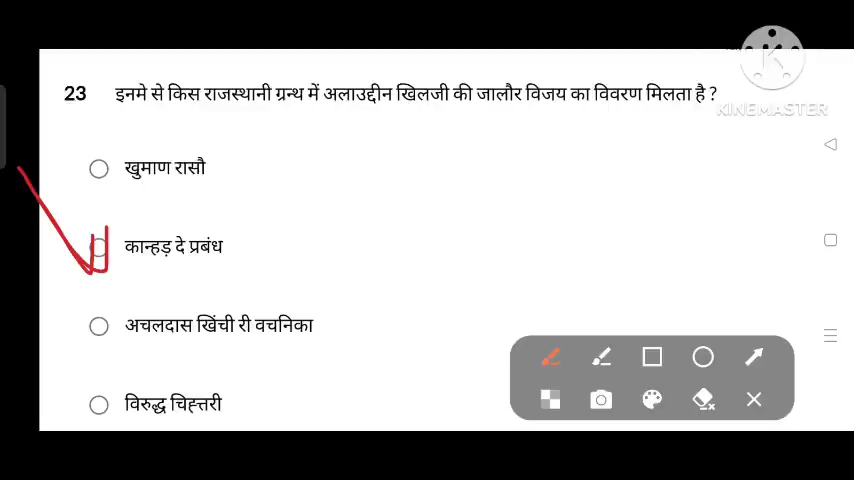 KINEMASTER
23 इनमे से किस राजस्थानी ग्रन्थ में अलाउद्दीन खिलजी की जालौर विजय का विवरण मिलता है ?
खुमाण रासौ
कान्हड़ दे प्रबंध
अचलदास खिंची री वचनिका
विरुद्ध चिह्त्तरी